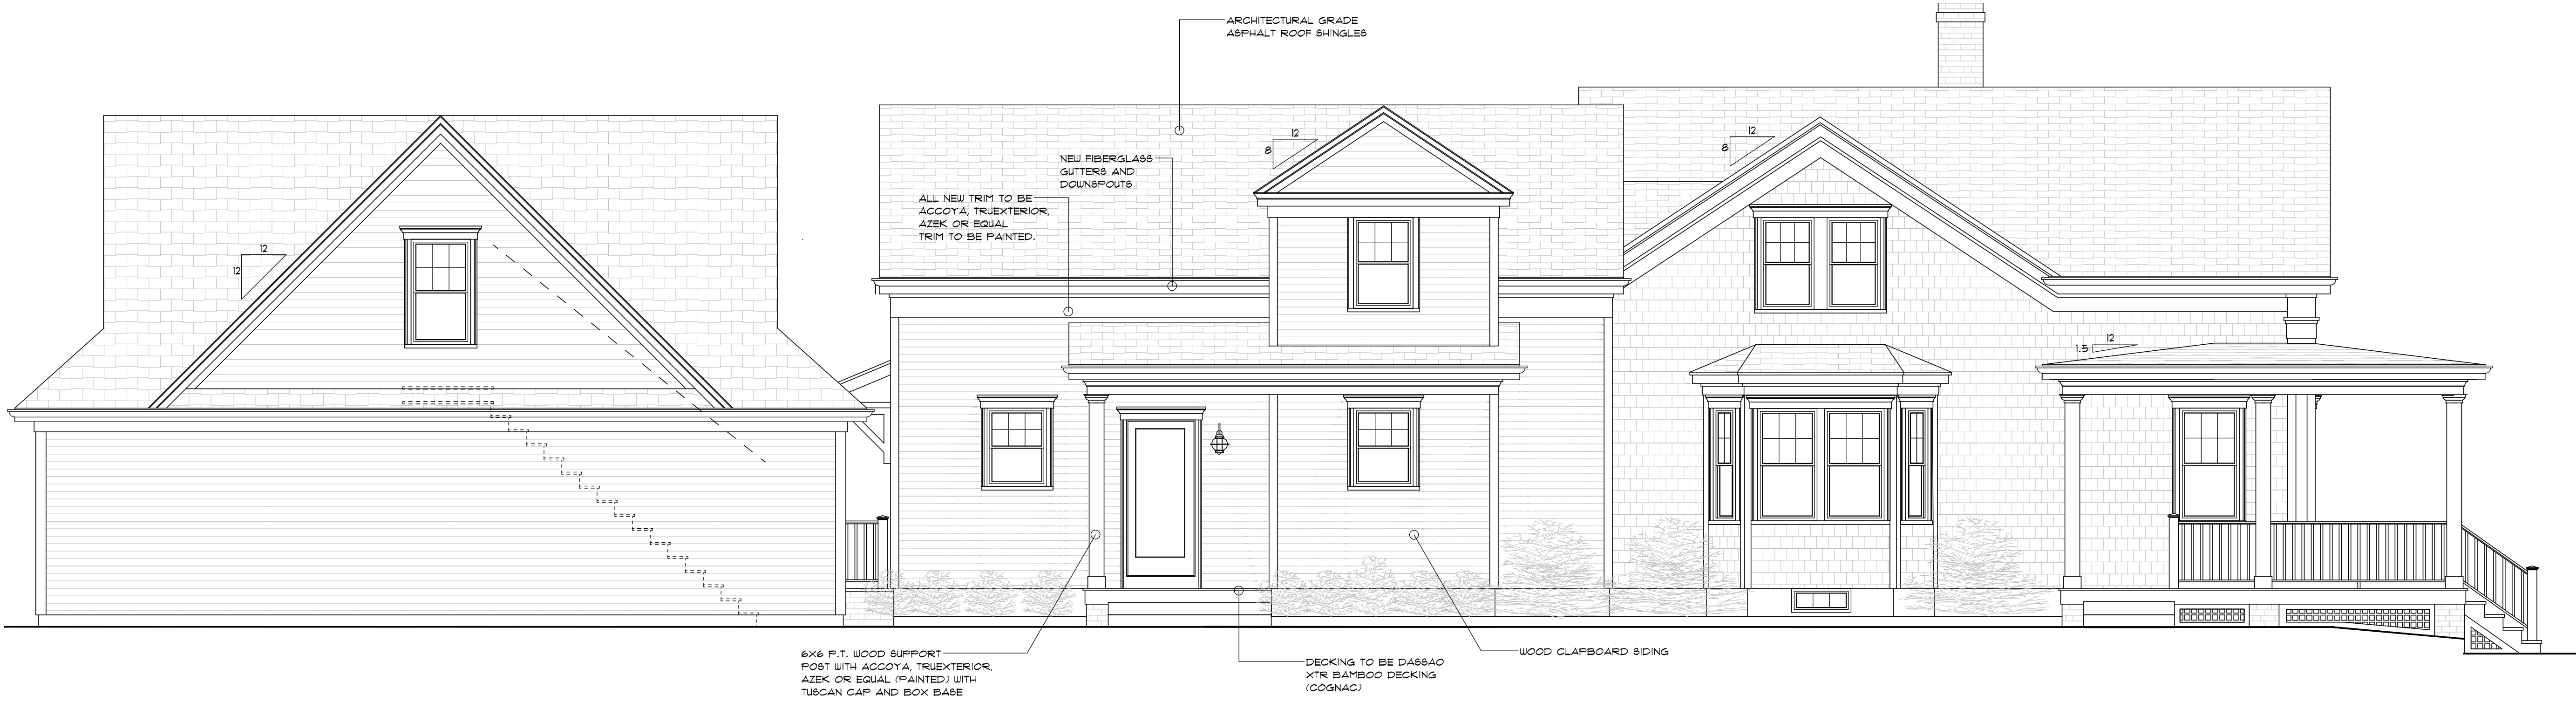 ARCHITECTURAL GRADE
ASPHALT ROOF SHINGLES
12
8
12
8
NEW FIBERGLASS
GUTTERS AND
DOWNSPOUTS
ALL NEW TRIM TO BE
ACCOYA, TRUEXTERIOR,
AZEK OR EQUAL
TRIM TO BE PAINTED.
12
12
12
1.5
6X6 P.T. WOOD SUPPORT
POST WITH ACCOYA, TRUEXTERIOR,
AZEK OR EQUAL (PAINTED) WITH
TUSCAN CAP AND BOX BASE
DECKING TO BE DASSAO
XTR BAMBOO DECKING
(COGNAC)
WOOD CLAPBOARD SIDING